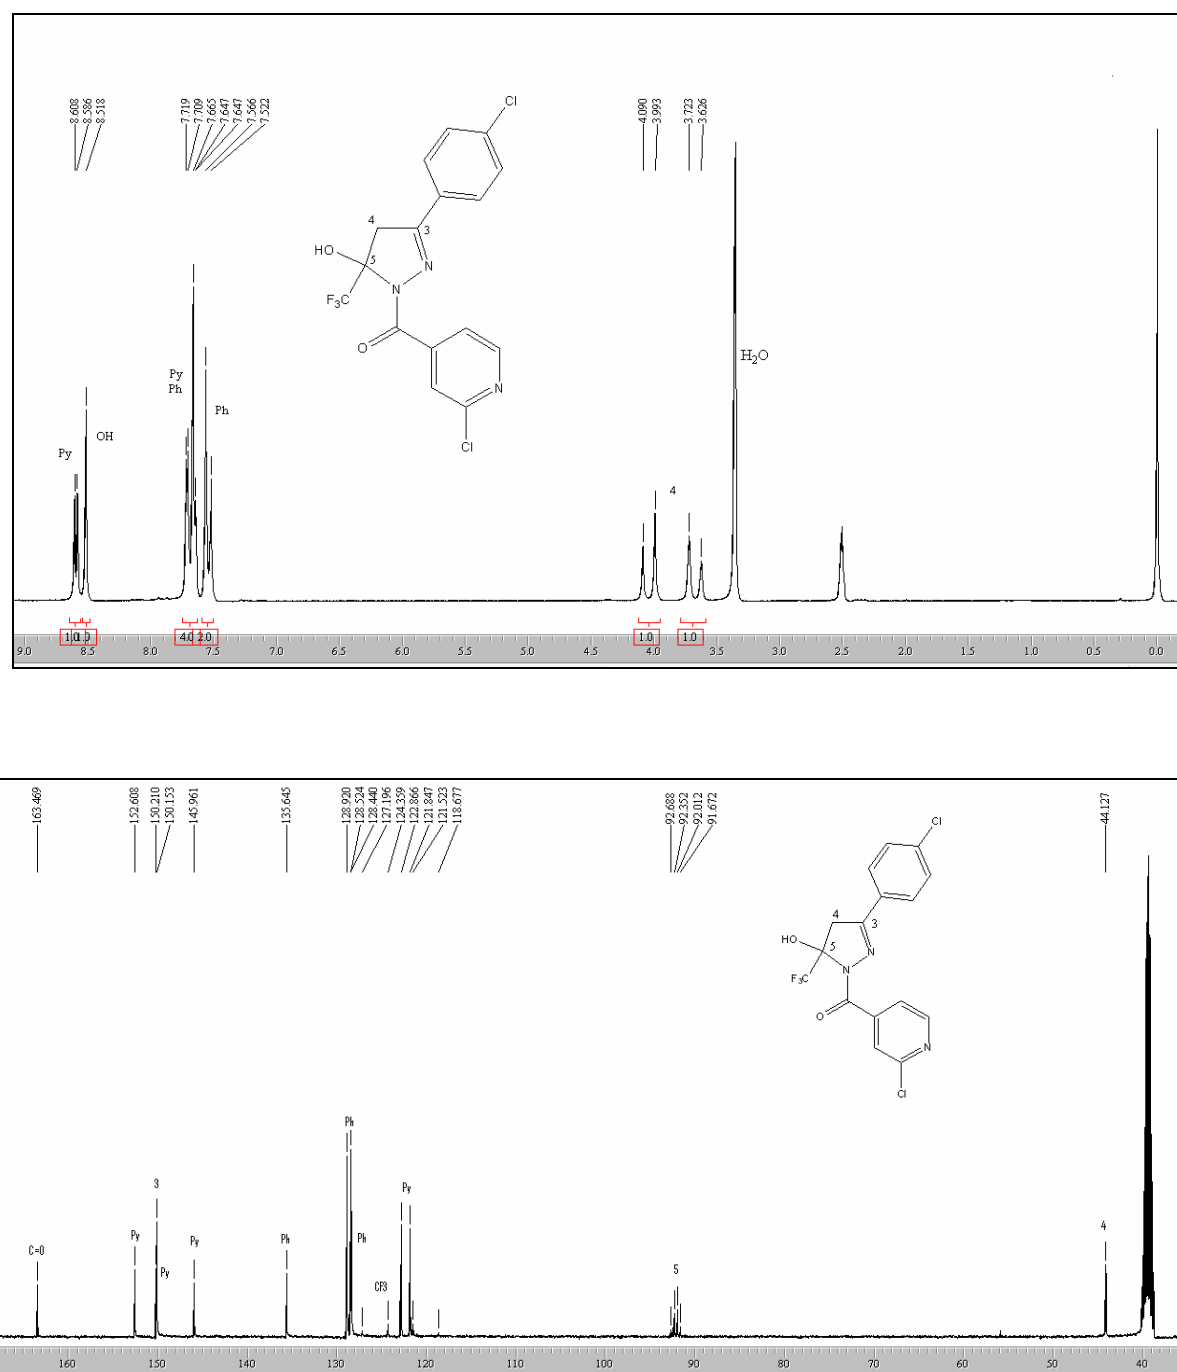 8.608
8.586
8.518
7.719
7.709
7.665
7.647
7.647
7.566
7.522
4.090
3.993
3.723
3.626
Cl
4
3
HO
5
N
F₃C
N
O
N
Cl
H₂O
Py
Ph
Ph
OH
Py
4
1.0 1.0 4.0 2.0 1.0 1.0
9.0 8.5 8.0 7.5 7.0 6.5 6.0 5.5 5.0 4.5 4.0 3.5 3.0 2.5 2.0 1.5 1.0 0.5 0.0
163.469
152.608
150.210
150.153
145.961
135.645
128.920
128.524
128.440
127.196
124.359
122.866
121.847
121.523
118.677
92.688
92.352
92.012
91.672
44.127
Cl
4
3
HO
5
N
N
F₃C
O
N
Cl
Ph
3
Py
C=O
Py
Py
Py
Ph
Ph
CF3
5
4
160 150 140 130 120 110 100 90 80 70 60 50 40